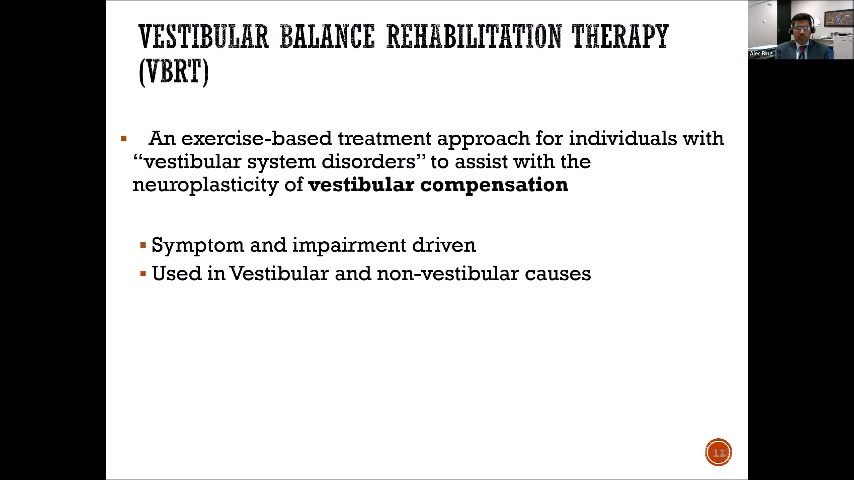 VESTIBULAR BALANCE REHABILITATION THERAPY
(VBRT)
▪ An exercise-based treatment approach for individuals with
“vestibular system disorders” to assist with the
neuroplasticity of vestibular compensation
▪ Symptom and impairment driven
▪ Used in Vestibular and non-vestibular causes
11